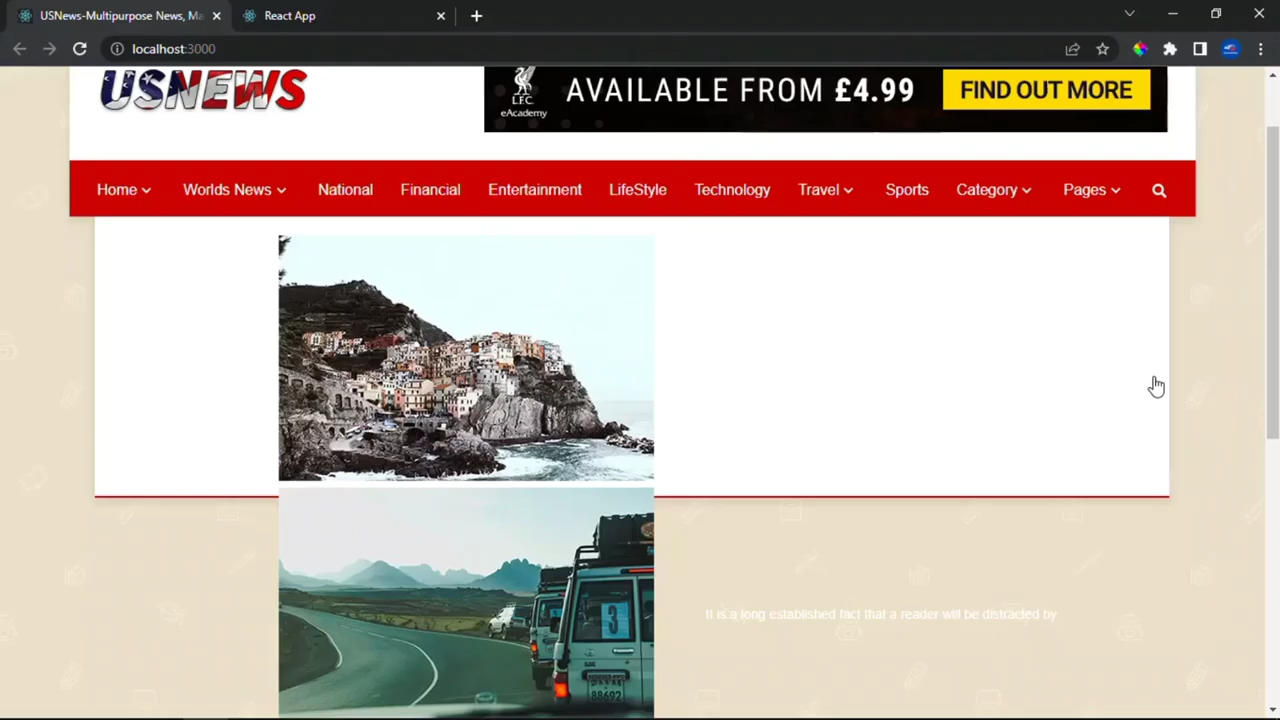 USNews-Multipurpose News, Ma
React App
localhost:3000
USNEWS
L.F.C.
eAcademy
AVAILABLE FROM £4.99
FIND OUT MORE
Home
Worlds News
National
Financial
Entertainment
LifeStyle
Technology
Travel
Sports
Category
Pages
3
88692
It is a long established fact that a reader will be distracted by